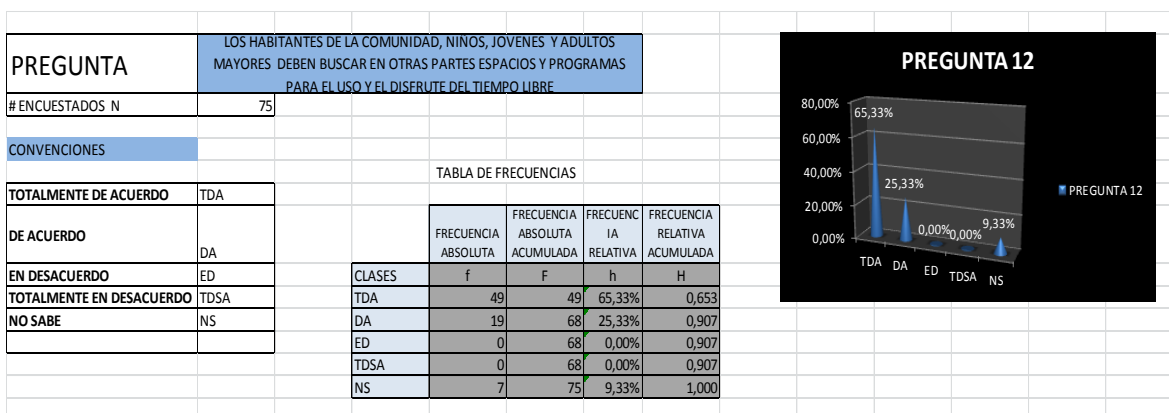 PREGUNTA
LOS HABITANTES DE LA COMUNIDAD, NIÑOS, JOVENES Y ADULTOS
MAYORES DEBEN BUSCAR EN OTRAS PARTES ESPACIOS Y PROGRAMAS
PARA EL USO Y EL DISFRUTE DEL TIEMPO LIBRE
# ENCUESTADOS N 75
CONVENCIONES
TOTALMENTE DE ACUERDO TDA
DE ACUERDO DA
EN DESACUERDO ED
TOTALMENTE EN DESACUERDO TDSA
NO SABE NS
TABLA DE FRECUENCIAS
FRECUENCIA
ABSOLUTA
FRECUENCIA
ABSOLUTA
ACUMULADA
FRECUENC
IA
RELATIVA
FRECUENCIA
RELATIVA
ACUMULADA
CLASES f F h H
TDA 49 49 65,33% 0,653
DA 19 68 25,33% 0,907
ED 0 68 0,00% 0,907
TDSA 0 68 0,00% 0,907
NS 7 75 9,33% 1,000
PREGUNTA 12
80,00%
60,00%
40,00%
20,00%
0,00%
65,33%
25,33%
0,00%
0,00%
9,33%
TDA DA ED TDSA NS
PREGUNTA 12